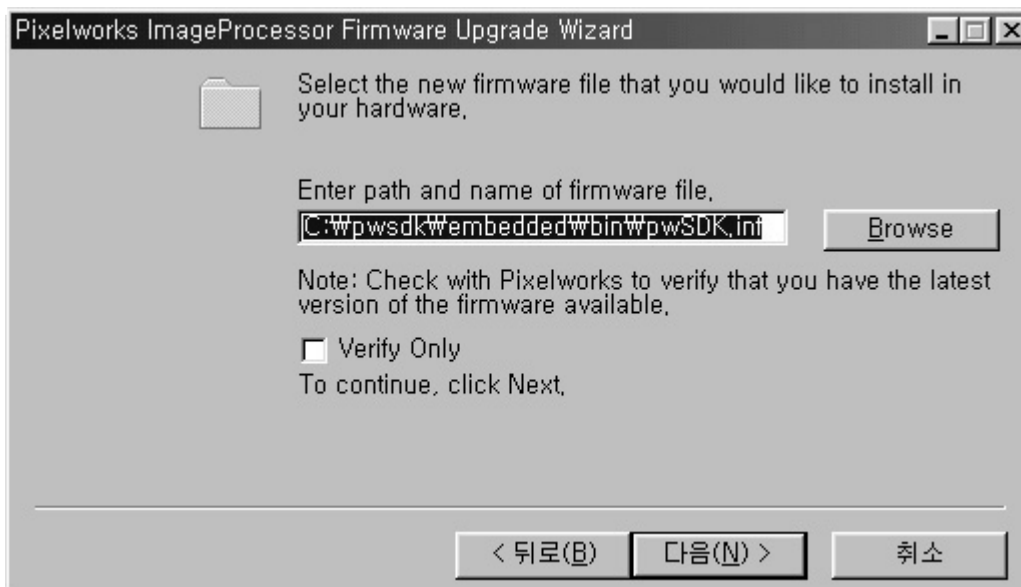 Pixelworks ImageProcessor Firmware Upgrade Wizard
Select the new firmware file that you would like to install in
your hardware,
Enter path and name of firmware file,
C:₩pwsdk₩embedded₩bin₩pwSDK,inf
Browse
Note: Check with Pixelworks to verify that you have the latest
version of the firmware available,
Verify Only
To continue, click Next,
< 뒤로(B)
다음(N) >
취소